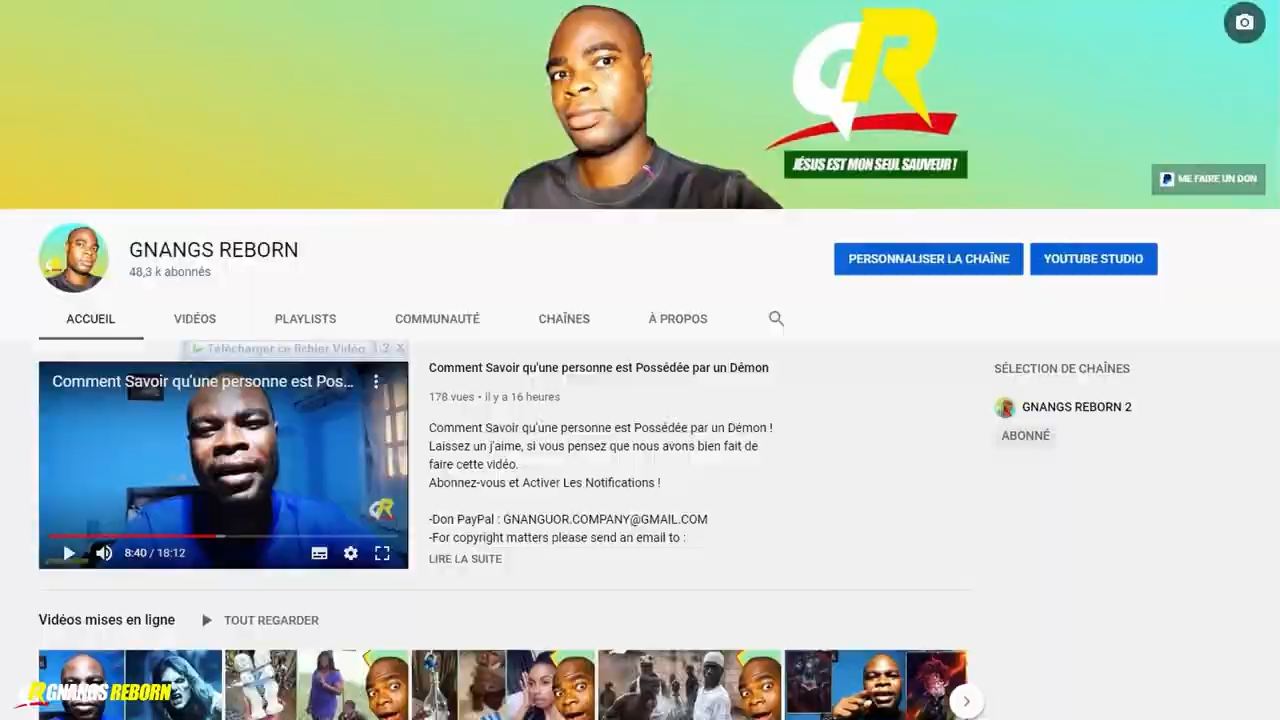 GR
JÉSUS EST MON SEUL SAUVEUR !
ME FAIRE UN DON
GNANGS REBORN
48,3 k abonnés
PERSONNALISER LA CHAÎNE
YOUTUBE STUDIO
ACCUEIL
VIDÉOS
PLAYLISTS
COMMUNAUTÉ
CHAÎNES
À PROPOS
Télécharger ce fichier Vidéo ? X
Comment Savoir qu'une personne est Pos...
8:40 / 18:12
Comment Savoir qu'une personne est Possédée par un Démon
178 vues • il y a 16 heures
Comment Savoir qu'une personne est Possédée par un Démon !
Laissez un j'aime, si vous pensez que nous avons bien fait de
faire cette vidéo.
Abonnez-vous et Activer Les Notifications !
-Don PayPal : GNANGUOR.COMPANY@GMAIL.COM
-For copyright matters please send an email to :
LIRE LA SUITE
SÉLECTION DE CHAÎNES
GNANGS REBORN 2
ABONNÉ
Vidéos mises en ligne
TOUT REGARDER
GNANGS REBORN